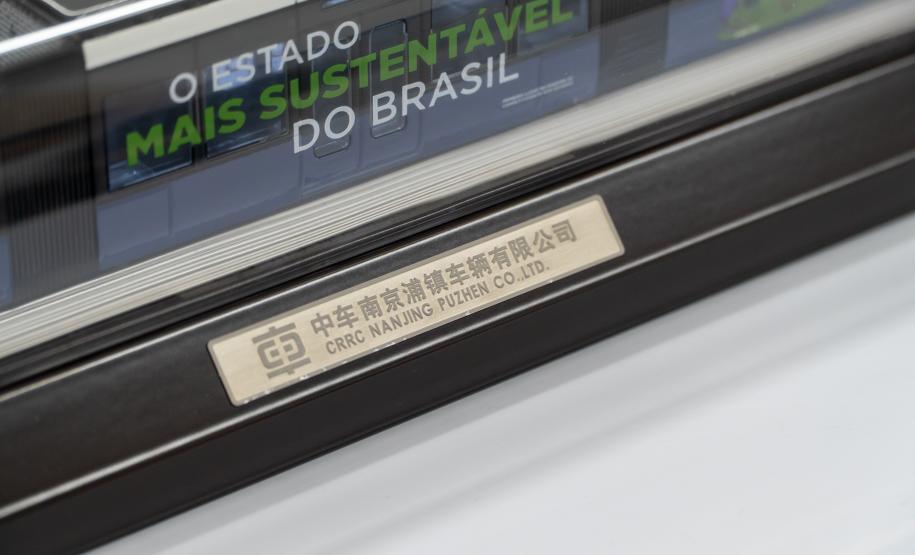 O ESTADO
MAIS SUSTENTÁVEL
DO BRASIL
中车南京浦镇车辆有限公司
CRRC NANJING PUZHEN CO.,LTD.